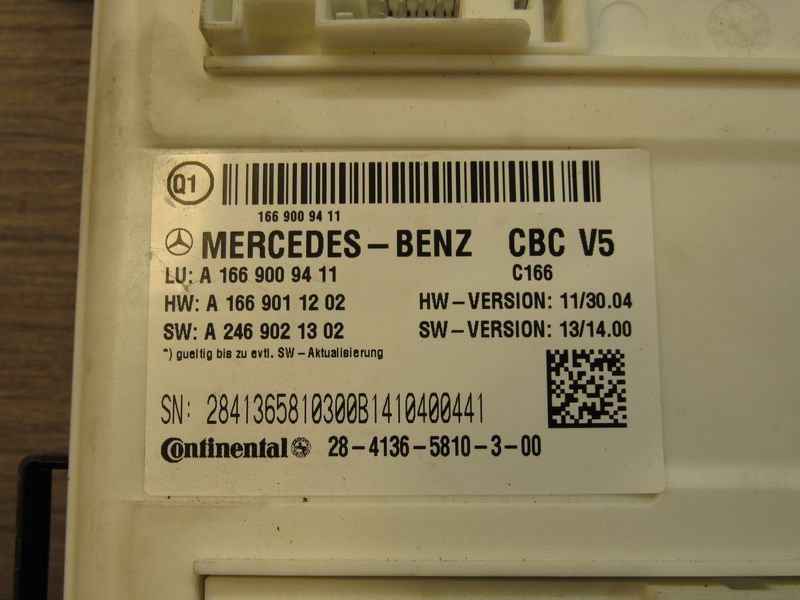 Q1
166 900 94 11
MERCEDES-BENZ CBC V5
LU: A 166 900 94 11 C166
HW: A 166 901 12 02 HW-VERSION: 11/30.04
SW: A 246 902 13 02 SW-VERSION: 13/14.00
*) gueltig bis zu evtl. SW-Aktualisierung
SN: 2841365810300B1410400441
Continental 28-4136-5810-3-00